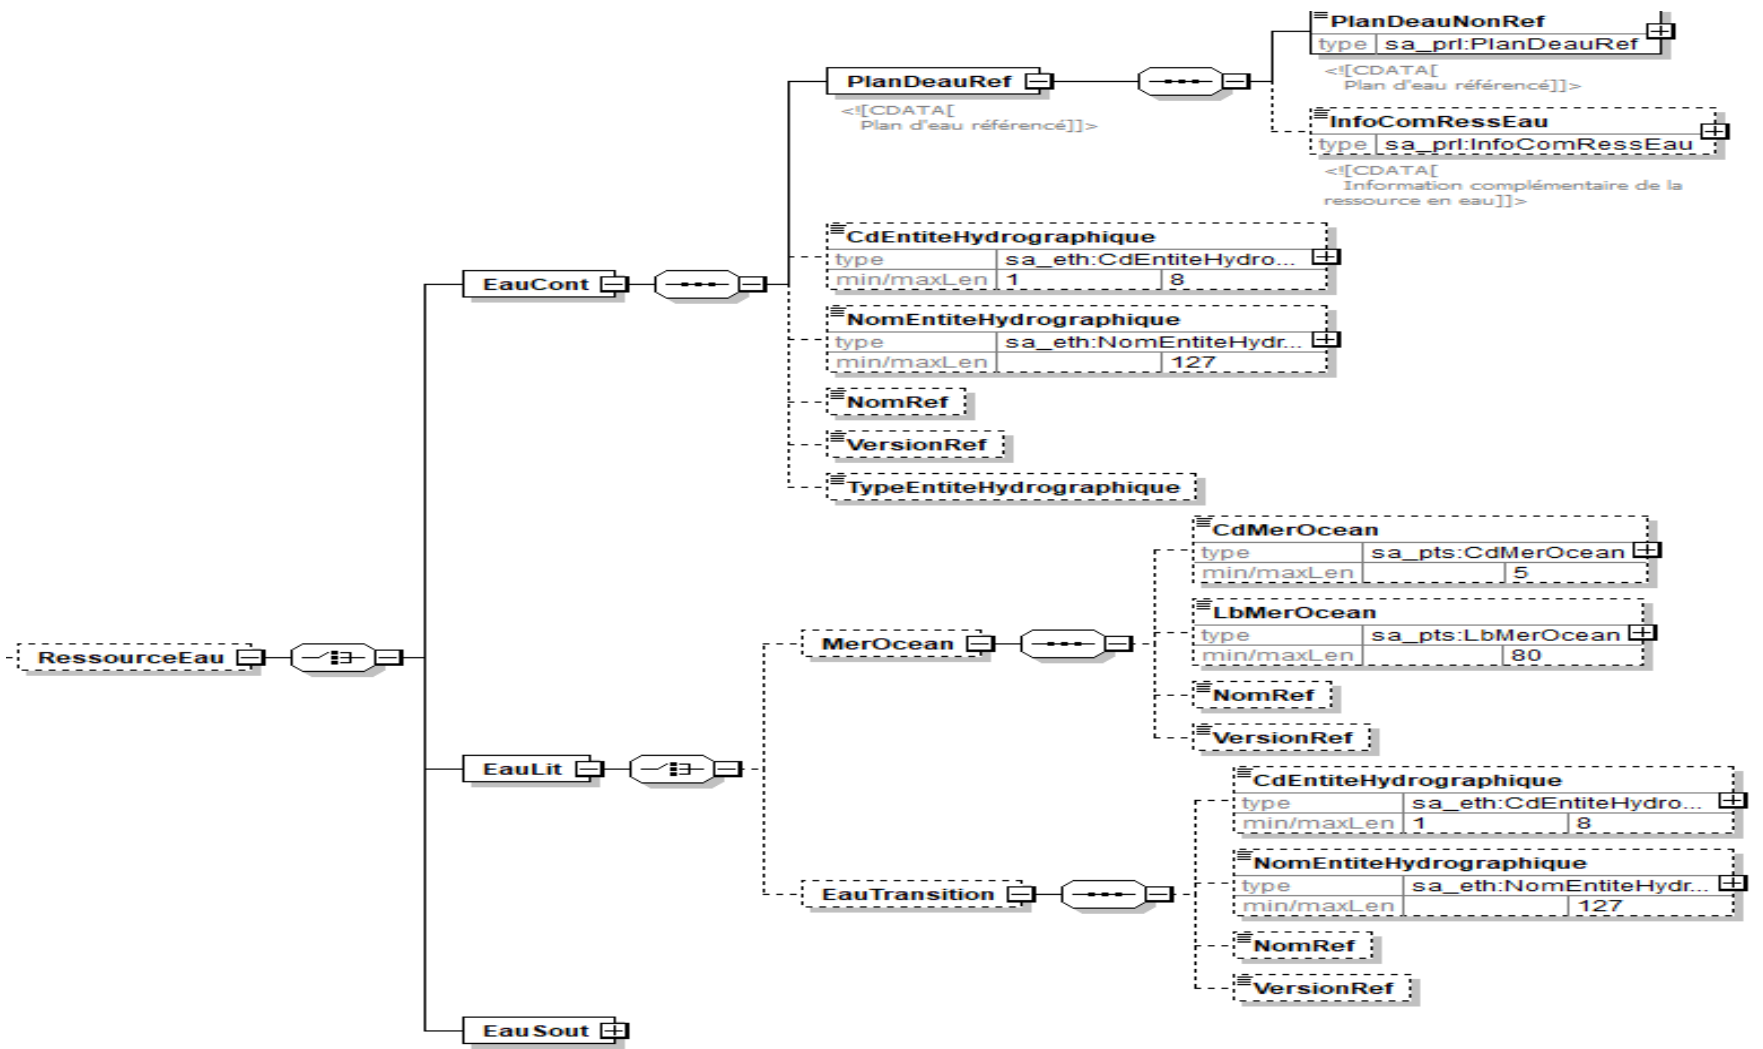 PlanDeauNonRef
type sa_prl:PlanDeauRef
<![CDATA[
Plan d'eau référencé]]>
PlanDeauRef
<![CDATA[
Plan d'eau référencé]]>
InfoComRessEau
type sa_prl:InfoComRessEau
<![CDATA[
Information complémentaire de la
ressource en eau]]>
EauCont
CdEntiteHydrographique
type sa_eth:CdEntiteHydro...
min/maxLen 1 8
NomEntiteHydrographique
type sa_eth:NomEntiteHydr...
min/maxLen 127
NomRef
VersionRef
TypeEntiteHydrographique
RessourceEau
EauLit
MerOcean
CdMerOcean
type sa_pts:CdMerOcean
min/maxLen 5
LbMerOcean
type sa_pts:LbMerOcean
min/maxLen 80
NomRef
VersionRef
EauTransition
CdEntiteHydrographique
type sa_eth:CdEntiteHydro...
min/maxLen 1 8
NomEntiteHydrographique
type sa_eth:NomEntiteHydr...
min/maxLen 127
NomRef
VersionRef
EauSout